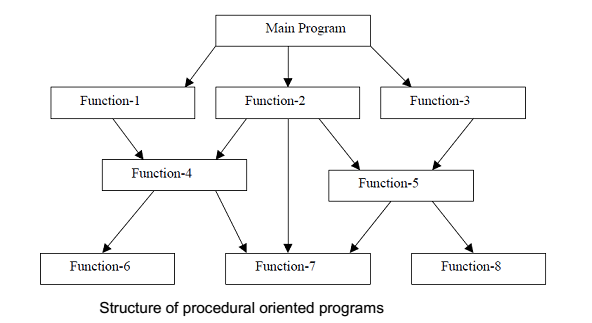 Main Program
Function-1
Function-2
Function-3
Function-4
Function-5
Function-6
Function-7
Function-8
Structure of procedural oriented programs